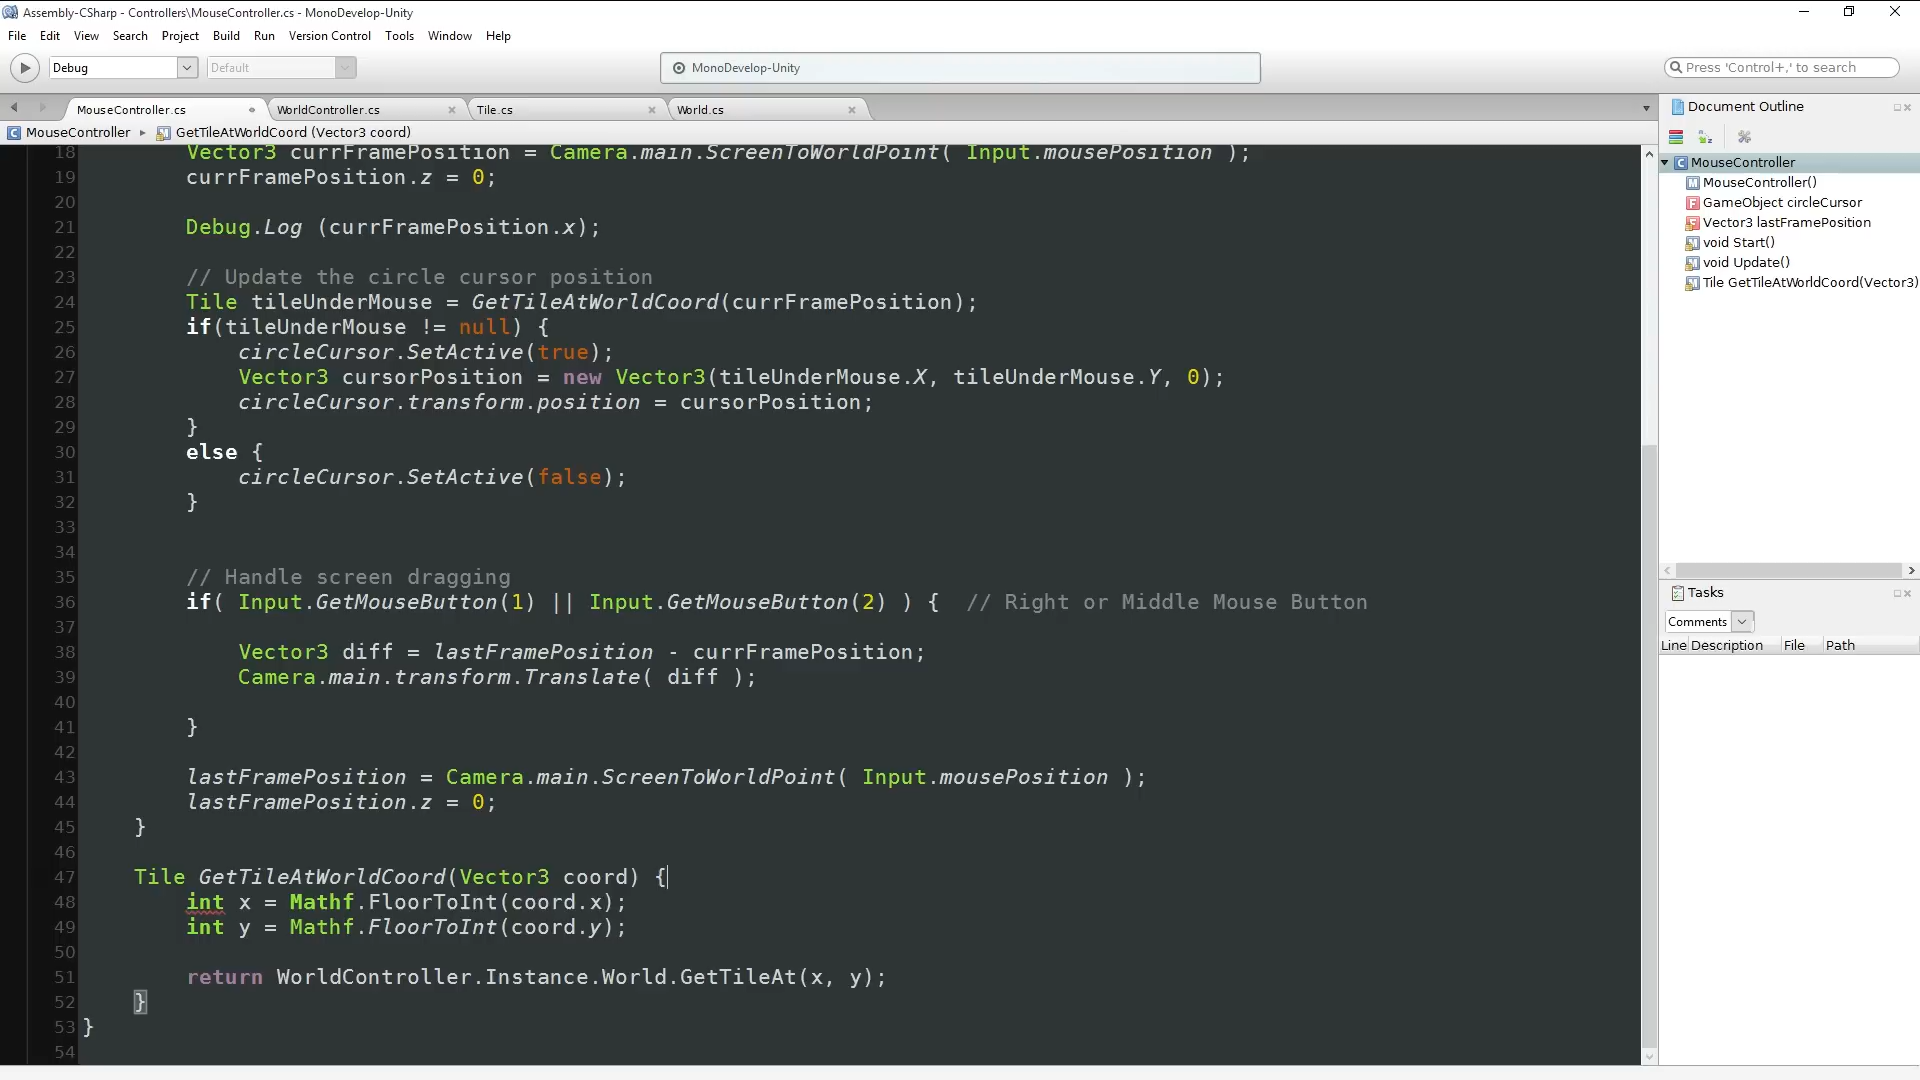 Assembly-CSharp - Controllers\MouseController.cs - MonoDevelop-Unity
File Edit View Search Project Build Run Version Control Tools Window Help
Debug Default MonoDevelop-Unity Press 'Control+,' to search
MouseController.cs WorldController.cs Tile.cs World.cs
MouseController GetTileAtWorldCoord (Vector3 coord)
18 Vector3 currFramePosition = Camera.main.ScreenToWorldPoint( Input.mousePosition );
19 currFramePosition.z = 0;
20
21 Debug.Log (currFramePosition.x);
22
23 // Update the circle cursor position
24 Tile tileUnderMouse = GetTileAtWorldCoord(currFramePosition);
25 if(tileUnderMouse != null) {
26 circleCursor.SetActive(true);
27 Vector3 cursorPosition = new Vector3(tileUnderMouse.X, tileUnderMouse.Y, 0);
28 circleCursor.transform.position = cursorPosition;
29 }
30 else {
31 circleCursor.SetActive(false);
32 }
33
34
35 // Handle screen dragging
36 if( Input.GetMouseButton(1) || Input.GetMouseButton(2) ) { // Right or Middle Mouse Button
37
38 Vector3 diff = lastFramePosition - currFramePosition;
39 Camera.main.transform.Translate( diff );
40
41 }
42
43 lastFramePosition = Camera.main.ScreenToWorldPoint( Input.mousePosition );
44 lastFramePosition.z = 0;
45 }
46
47 Tile GetTileAtWorldCoord(Vector3 coord) {
48 int x = Mathf.FloorToInt(coord.x);
49 int y = Mathf.FloorToInt(coord.y);
50
51 return WorldController.Instance.World.GetTileAt(x, y);
52 }
53 }
54
Document Outline
MouseController
MouseController()
GameObject circleCursor
Vector3 lastFramePosition
void Start()
void Update()
Tile GetTileAtWorldCoord(Vector3)
Tasks
Comments
Line Description File Path